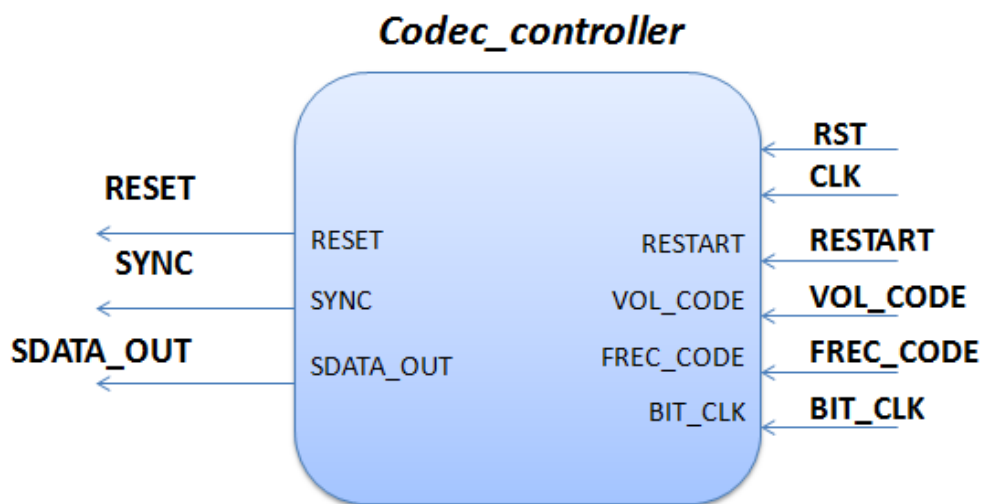 Codec_controller
RST
CLK
RESET
RESET
RESTART
RESTART
SYNC
SYNC
VOL_CODE
VOL_CODE
SDATA_OUT
SDATA_OUT
FREC_CODE
FREC_CODE
BIT_CLK
BIT_CLK